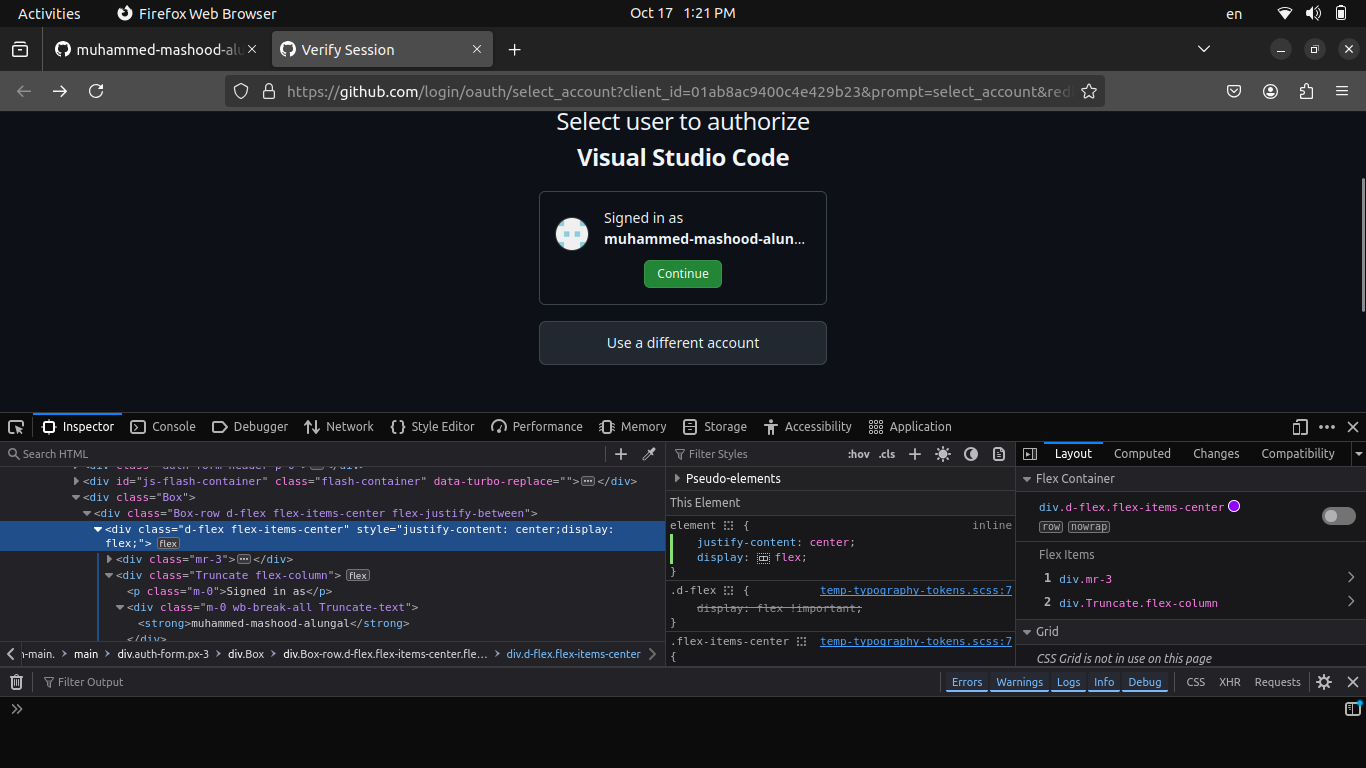 Activities
Firefox Web Browser
Oct 17 1:21 PM
en
muhammed-mashood-alu
Verify Session
https://github.com/login/oauth/select_account?client_id=01ab8ac9400c4e429b23&prompt=select_account&red
Select user to authorize
Visual Studio Code
Signed in as
muhammed-mashood-alun...
Continue
Use a different account
Inspector
Console
Debugger
Network
Style Editor
Performance
Memory
Storage
Accessibility
Application
Search HTML
<div id="js-flash-container" class="flash-container" data-turbo-replace="">
</div>
<div class="Box">
<div class="Box-row d-flex flex-items-center flex-justify-between">
<div class="d-flex flex-items-center" style="justify-content: center;display:
flex;"> flex
<div class="mr-3"> </div>
<div class="Truncate flex-column"> flex
<p class="m-0">Signed in as</p>
<div class="m-0 wb-break-all Truncate-text">
<strong>muhammed-mashood-alungal</strong>
</div>
n-main.
main
div.auth-form.px-3
div.Box
div.Box-row.d-flex.flex-items-center.fle...
div.d-flex.flex-items-center
Filter Styles
:hov
.cls
Pseudo-elements
This Element
element { inline
justify-content: center;
display: flex;
}
.d-flex { temp-typography-tokens.scss:7
display: flex !important;
}
.flex-items-center temp-typography-tokens.scss:7
{
Layout
Computed
Changes
Compatibility
Flex Container
div.d-flex.flex-items-center
row nowrap
Flex Items
1 div.mr-3
2 div.Truncate.flex-column
Grid
CSS Grid is not in use on this page
Filter Output
Errors
Warnings
Logs
Info
Debug
CSS
XHR
Requests